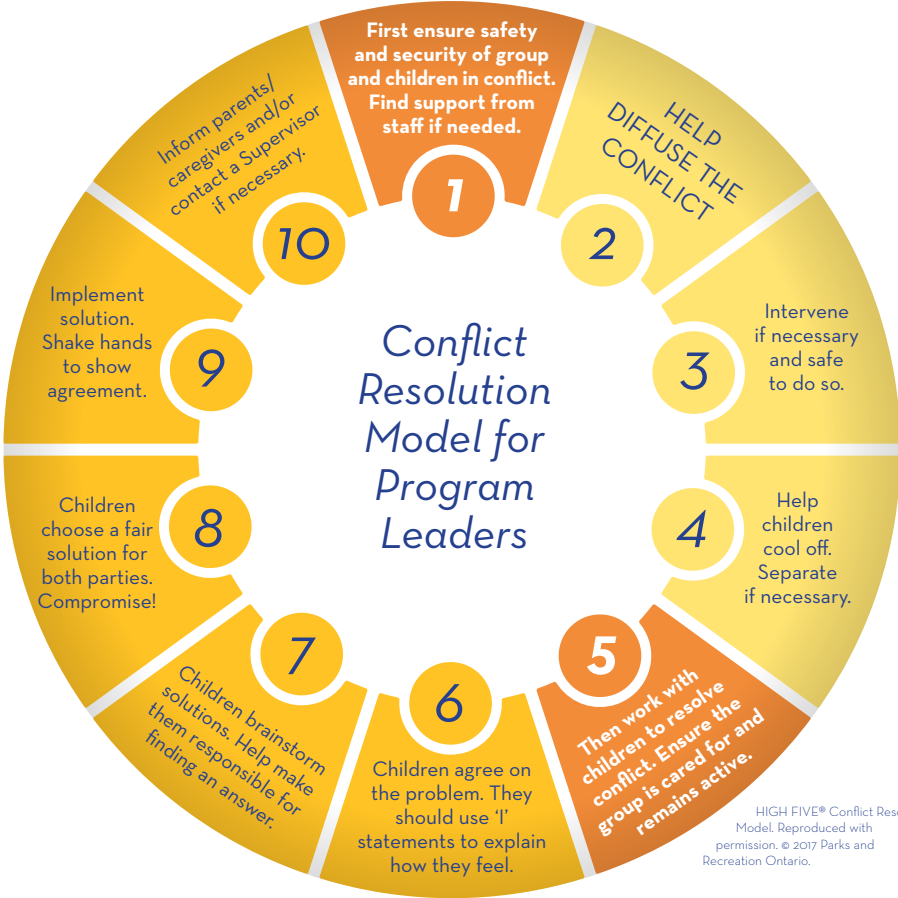 Conflict
Resolution
Model for
Program
Leaders
1
First ensure safety
and security of group
and children in conflict.
Find support from
staff if needed.
2
HELP
DIFFUSE THE
CONFLICT
3
Intervene
if necessary
and safe
to do so.
4
Help
children
cool off.
Separate
if necessary.
5
Then work with
children to resolve
conflict. Ensure the
group is cared for and
remains active.
6
Children agree on
the problem. They
should use ‘I’
statements to explain
how they feel.
7
Children brainstorm
solutions. Help make
them responsible for
finding an answer.
8
Children
choose a fair
solution for
both parties.
Compromise!
9
Implement
solution.
Shake hands
to show
agreement.
10
Inform parents/
caregivers and/or
contact a Supervisor
if necessary.
HIGH FIVE® Conflict
Model. Reproduced with
permission. © 2017 Parks and
Recreation Ontario.